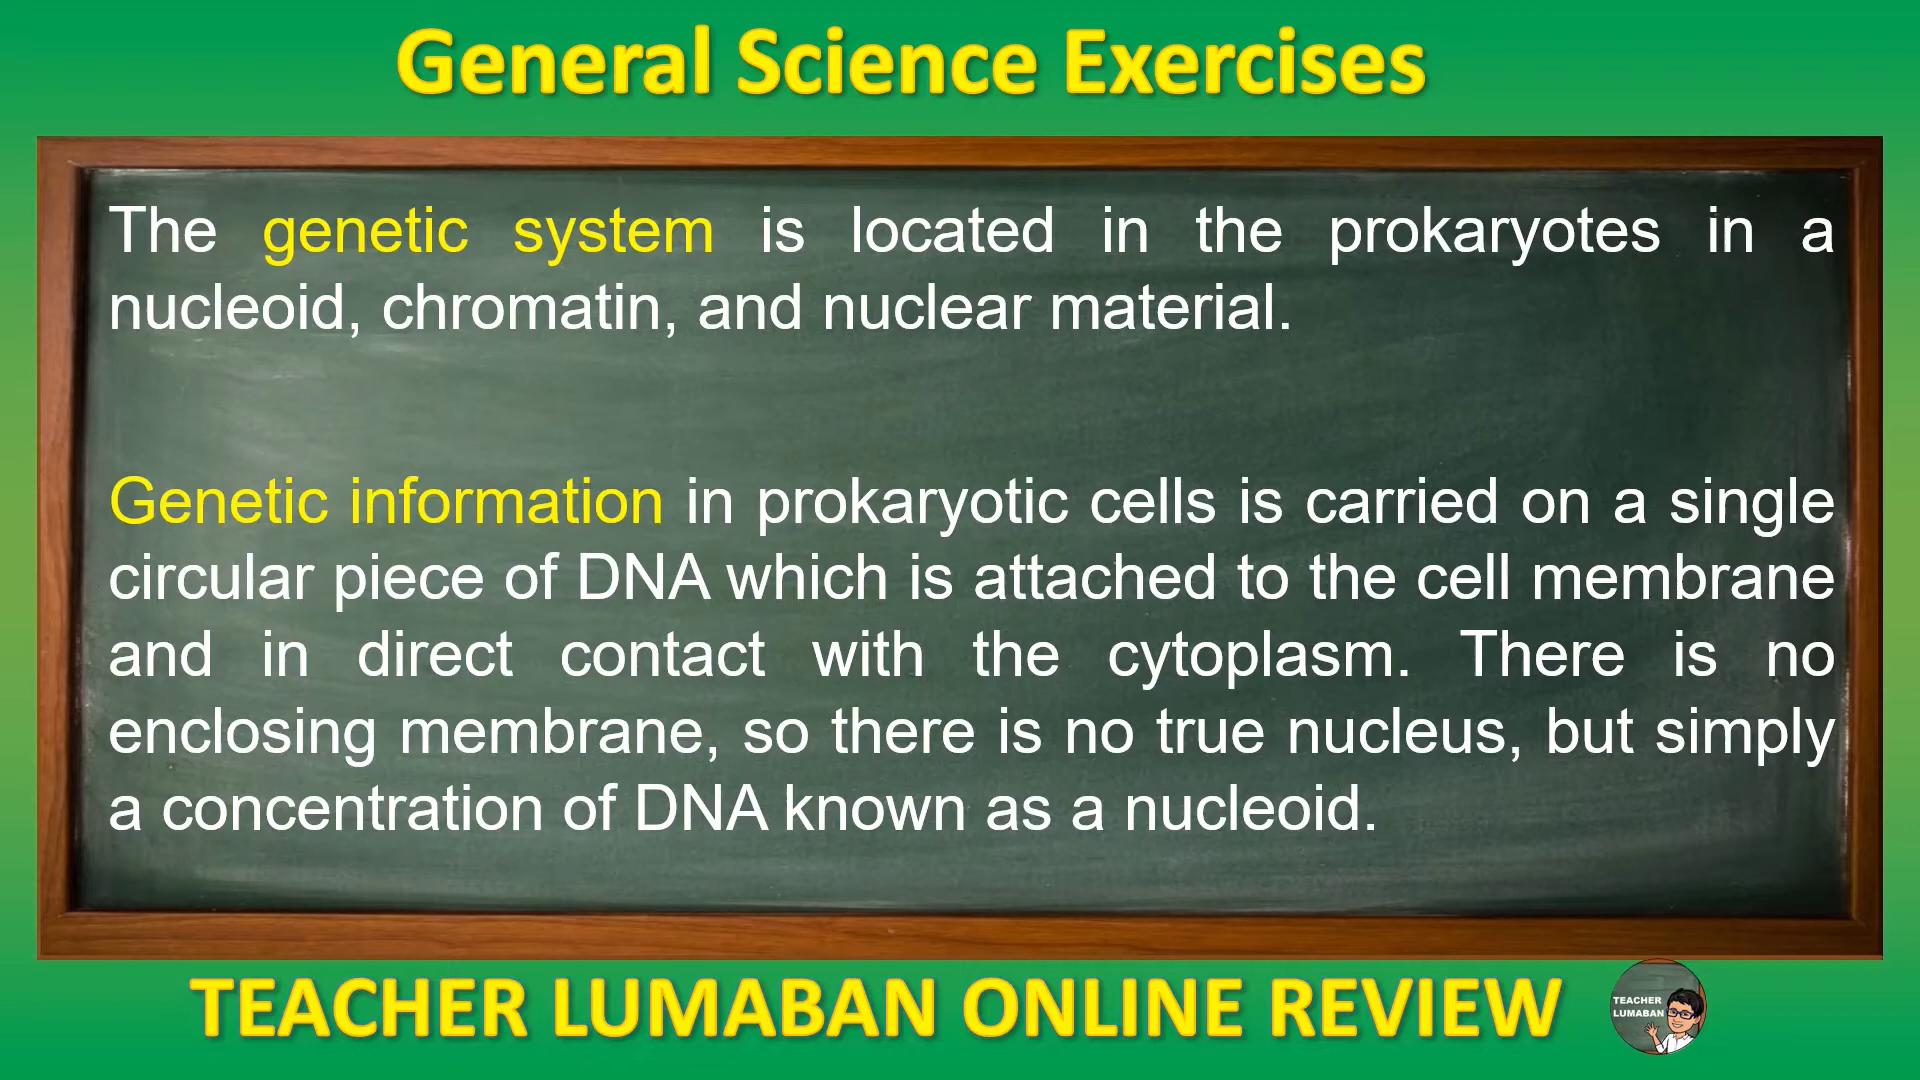 General Science Exercises
The genetic system is located in the prokaryotes in a
nucleoid, chromatin, and nuclear material.
Genetic information in prokaryotic cells is carried on a single
circular piece of DNA which is attached to the cell membrane
and in direct contact with the cytoplasm. There is no
enclosing membrane, so there is no true nucleus, but simply
a concentration of DNA known as a nucleoid.
TEACHER LUMABAN ONLINE REVIEW
TEACHER
LUMABAN